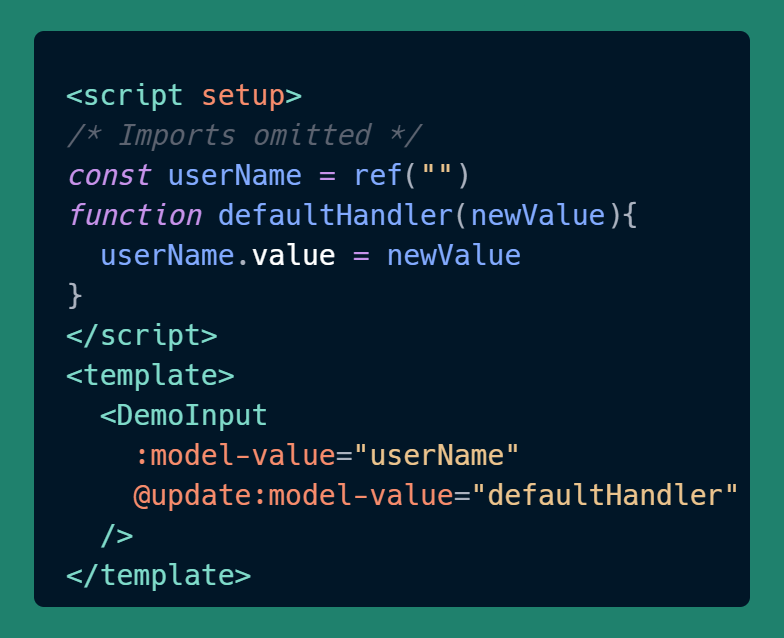 <script setup>
/* Imports omitted */
const userName = ref("")
function defaultHandler(newValue){
  userName.value = newValue
}
</script>
<template>
  <DemoInput
    :model-value="userName"
    @update:model-value="defaultHandler"
  />
</template>